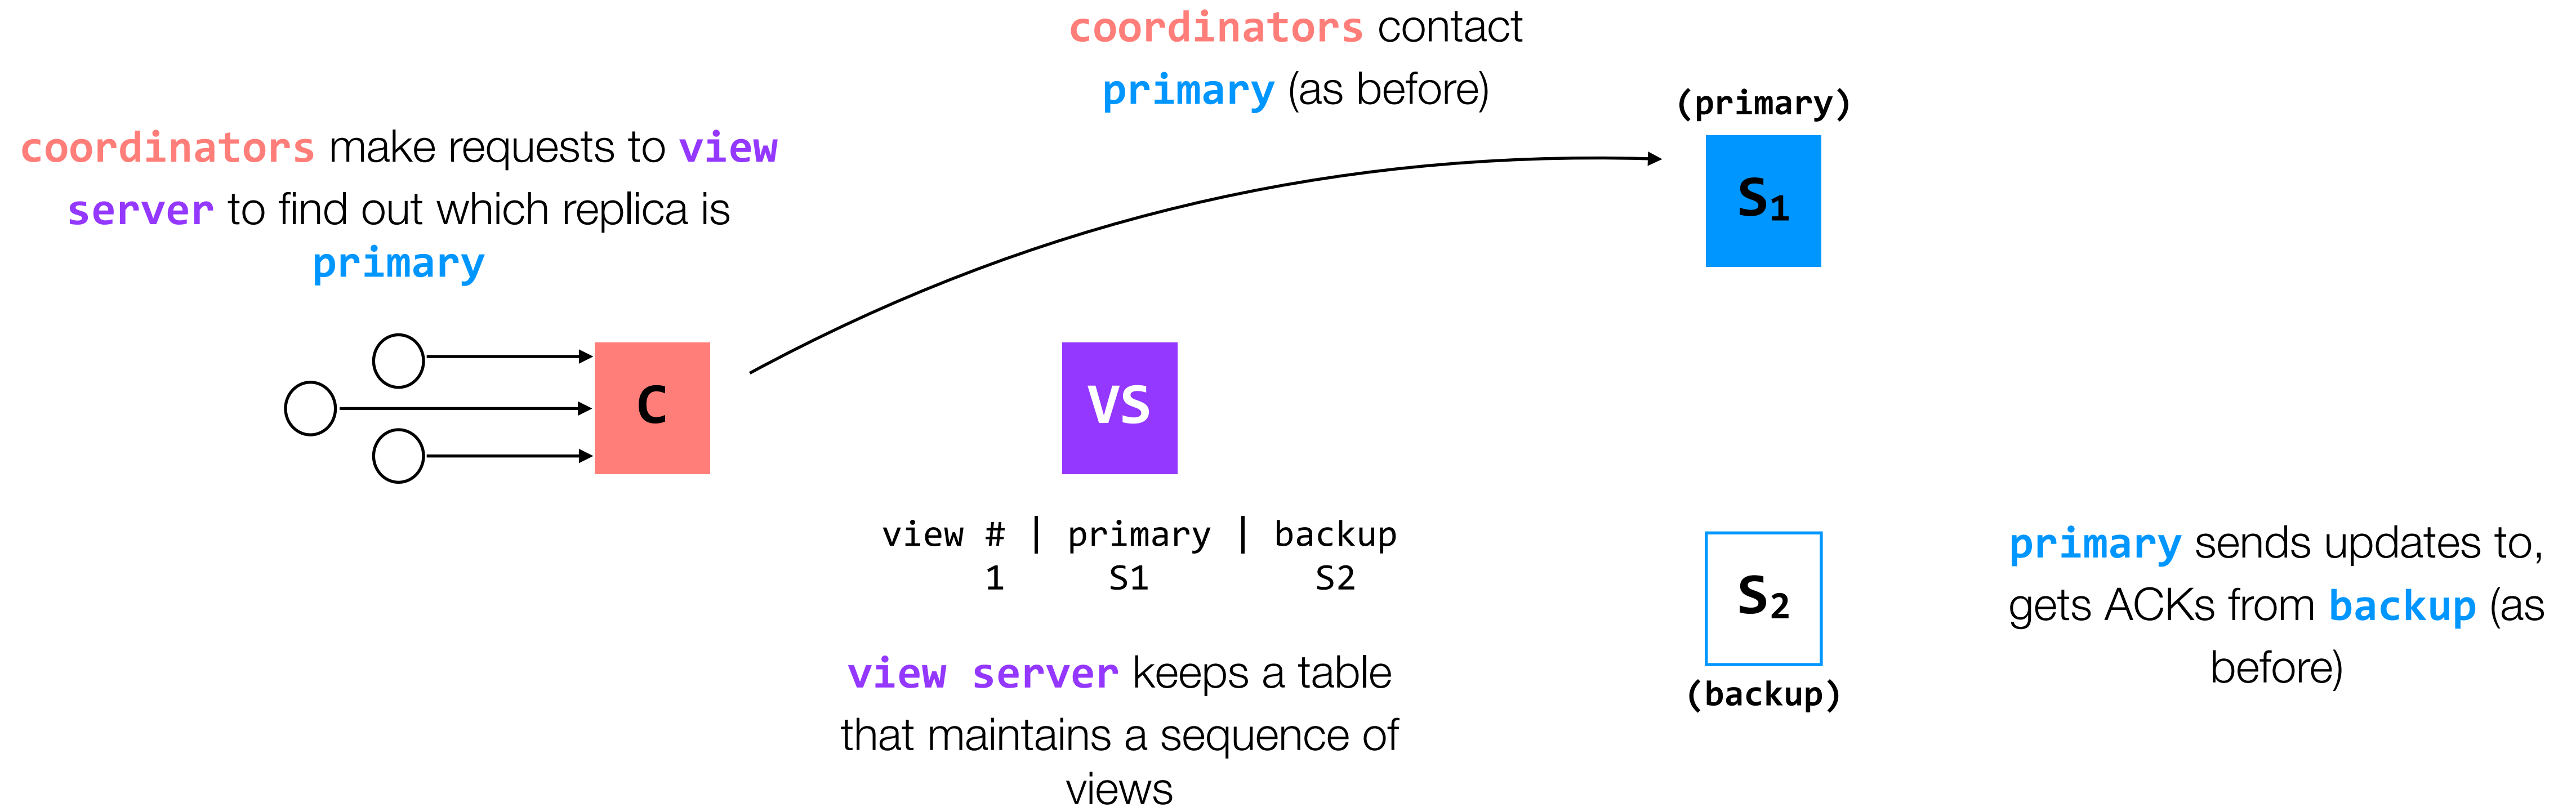 coordinators contact
primary (as before)
(primary)
S1
coordinators make requests to view
server to find out which replica is
primary
C
VS
view # | primary | backup
1 S1 S2
view server keeps a table
that maintains a sequence of
views
S2
(backup)
primary sends updates to,
gets ACKs from backup (as
before)